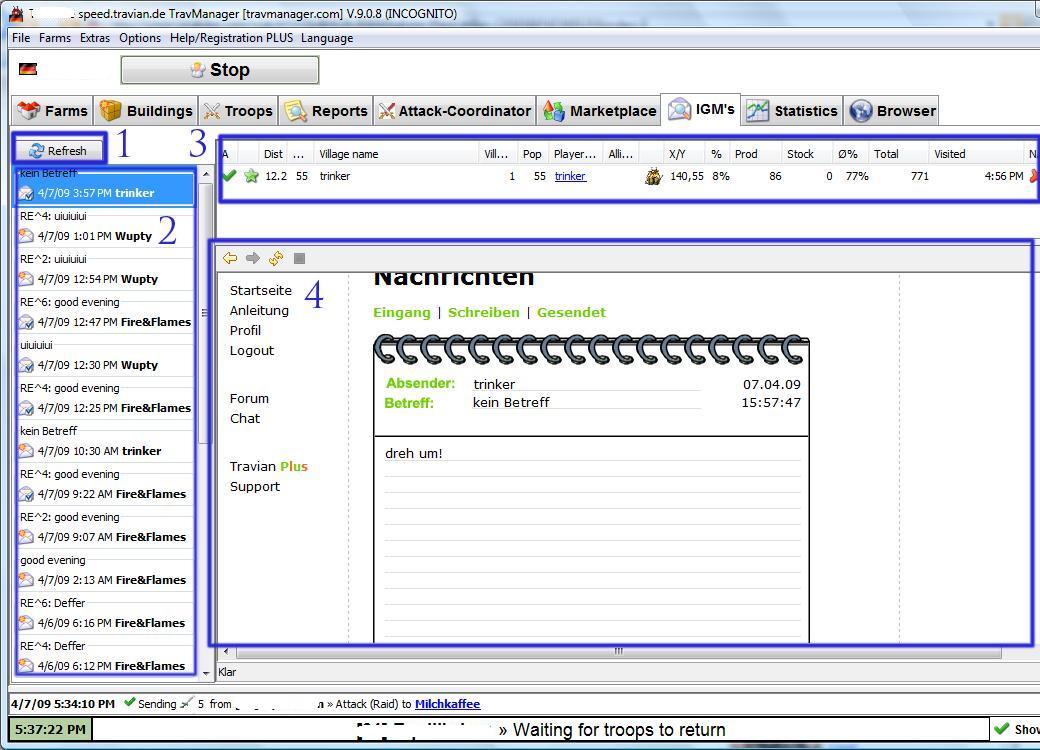 speed.travian.de TravManager [travmanager.com] V.9.0.8 (INCOGNITO)
File Farms Extras Options Help/Registration PLUS Language
Stop
Farms Buildings Troops Reports Attack-Coordinator Marketplace IGM's Statistics Browser
Refresh 1
kein Betreff
4/7/09 3:57 PM trinker
RE^4: uiuiuiui
4/7/09 1:01 PM Wupty
2
RE^2: uiuiuiui
4/7/09 12:54 PM Wupty
RE^6: good evening
4/7/09 12:47 PM Fire&Flames
uiuiuiui
4/7/09 12:30 PM Wupty
RE^4: good evening
4/7/09 12:25 PM Fire&Flames
kein Betreff
4/7/09 10:30 AM trinker
RE^4: good evening
4/7/09 9:22 AM Fire&Flames
RE^2: good evening
4/7/09 9:07 AM Fire&Flames
good evening
4/7/09 2:13 AM Fire&Flames
RE^6: Deffer
4/6/09 6:16 PM Fire&Flames
RE^4: Deffer
4/6/09 6:12 PM Fire&Flames
3
A Dist ... Village name Vill... Pop Player... Alli... X/Y % Prod Stock Ø% Total Visited
12.2 55 trinker 1 55 trinker 140,55 8% 86 0 77% 771 4:56 PM
4
Startseite
Anleitung
Profil
Logout
Forum
Chat
Travian Plus
Support
Nachrichten
Eingang | Schreiben | Gesendet
Absender: trinker 07.04.09
Betreff: kein Betreff 15:57:47
dreh um!
Klar
4/7/09 5:34:10 PM Sending 5 from » Attack (Raid) to Milchkaffee
5:37:22 PM » Waiting for troops to return